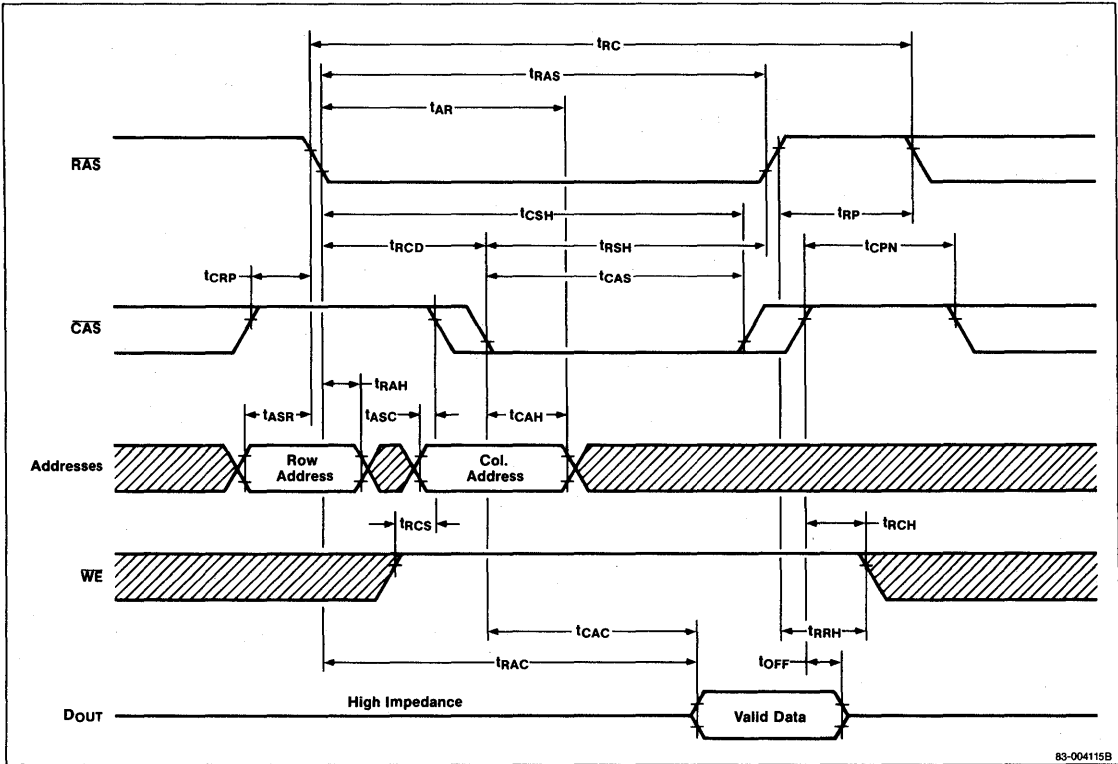 tRC
tRAS
tAR
RAS
tCSH
tRP
tRCD
tRSH
tCPN
tCRP
tCAS
CAS
tRAH
tASR
tASC
tCAH
Addresses
Row
Address
Col.
Address
tRCS
tRCH
WE
tCAC
tRRH
tRAC
tOFF
High Impedance
DOUT
Valid Data
83-004115B